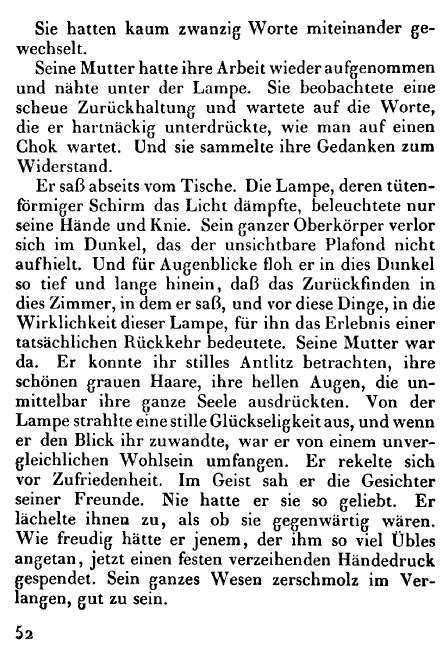 Sie hatten kaum zwanzig Worte miteinander ge-
wechselt.
Seine Mutter hatte ihre Arbeit wieder aufgenommen
und nähte unter der Lampe. Sie beobachtete eine
scheue Zurückhaltung und wartete auf die Worte,
die er hartnäckig unterdrückte, wie man auf einen
Chok wartet. Und sie sammelte ihre Gedanken zum
Widerstand.
Er saß abseits vom Tische. Die Lampe, deren tüten-
förmiger Schirm das Licht dämpfte, beleuchtete nur
seine Hände und Knie. Sein ganzer Oberkörper verlor
sich im Dunkel, das der unsichtbare Plafond nicht
aufhielt. Und für Augenblicke floh er in dies Dunkel
so tief und lange hinein, daß das Zurückfinden in
dies Zimmer, in dem er saß, und vor diese Dinge, in die
Wirklichkeit dieser Lampe, für ihn das Erlebnis einer
tatsächlichen Rückkehr bedeutete. Seine Mutter war
da. Er konnte ihr stilles Antlitz betrachten, ihre
schönen grauen Haare, ihre hellen Augen, die un-
mittelbar ihre ganze Seele ausdrückten. Von der
Lampe strahlte eine stille Glückseligkeit aus, und wenn
er den Blick ihr zuwandte, war er von einem unver-
gleichlichen Wohlsein umfangen. Er rekelte sich
vor Zufriedenheit. Im Geist sah er die Gesichter
seiner Freunde. Nie hatte er sie so geliebt. Er
lächelte ihnen zu, als ob sie gegenwärtig wären.
Wie freudig hätte er jenem, der ihm so viel Übles
angetan, jetzt einen festen verzeihenden Händedruck
gespendet. Sein ganzes Wesen zerschmolz im Ver-
langen, gut zu sein.
52